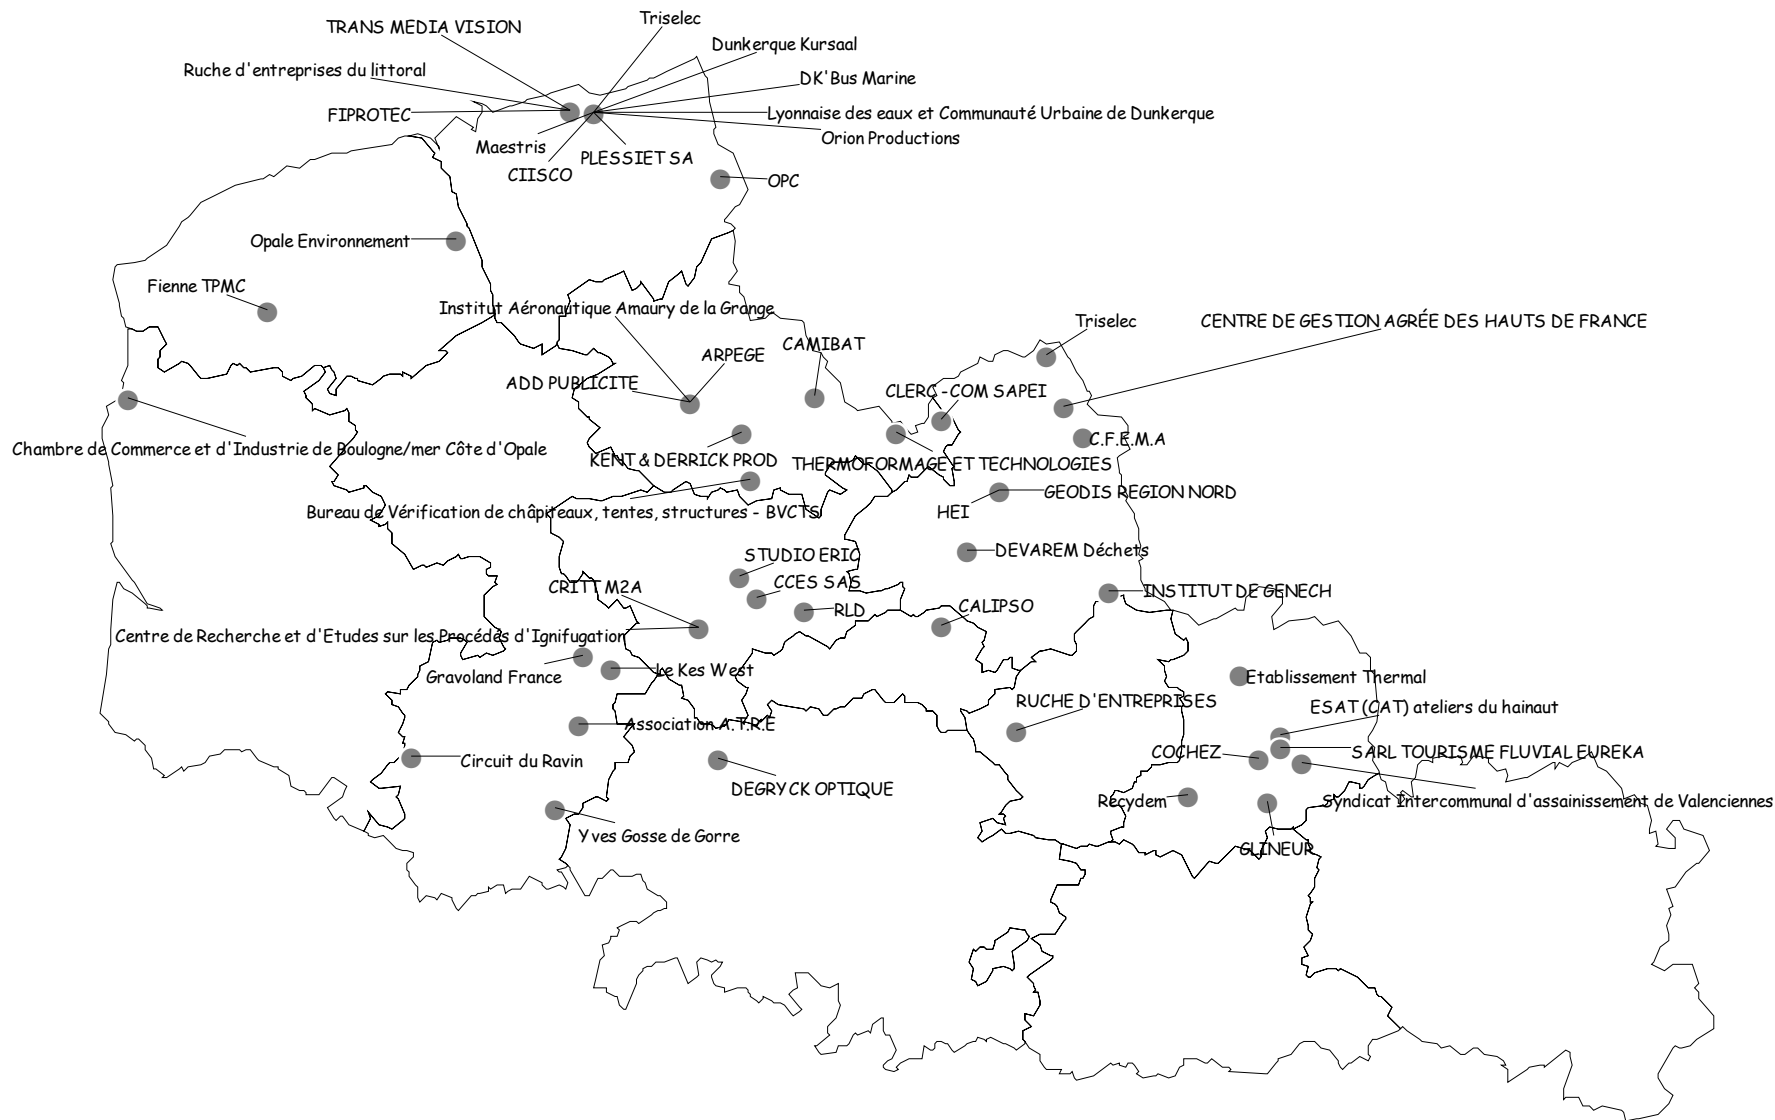 Triselec
TRANS MEDIA VISION
Dunkerque Kursaal
Ruche d'entreprises du littoral
DK'Bus Marine
FIPROTEC
Lyonnaise des eaux et Communauté Urbaine de Dunkerque
Orion Productions
Maestris
PLESSIET SA
CIISCO
OPC
Opale Environnement
Fienne TPMC
Institut Aéronautique Amaury de la Grange
Triselec
CENTRE DE GESTION AGRÉE DES HAUTS DE FRANCE
CAMIBAT
ARPEGE
ADD PUBLICITE
CLERC-COM SAPEI
C.F.E.M.A
Chambre de Commerce et d'Industrie de Boulogne/mer Côte d'Opale
KENT & DERRICK PROD
THERMOFORMAGE ET TECHNOLOGIES
GEODIS REGION NORD
Bureau de Vérification de châpiteaux, tentes, structures - BVCTS
HEI
DEVAREM Déchets
STUDIO ERIC
CCES SAS
CRITT M2A
INSTITUT DE GENECH
RLD
CALIPSO
Centre de Recherche et d'Etudes sur les Procédés d'Ignifugation
Gravoland France
Le Kes West
Etablissement Thermal
RUCHE D'ENTREPRISES
ESAT (CAT) ateliers du hainaut
Association A.T.R.E
COCHEZ
SARL TOURISME FLUVIAL EUREKA
Circuit du Ravin
DEGRYCK OPTIQUE
Recydem
Syndicat Intercommunal d'assainissement de Valenciennes
Yves Gosse de Gorre
GLINEUR